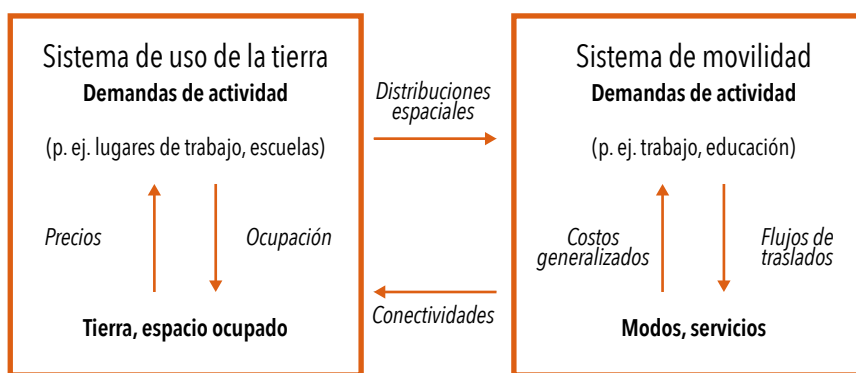 Sistema de uso de la tierra
Demandas de actividad
(p. ej. lugares de trabajo, escuelas)
Precios
Ocupación
Tierra, espacio ocupado
Distribuciones
espaciales
Conectividades
Sistema de movilidad
Demandas de actividad
(p. ej. trabajo, educación)
Costos
generalizados
Flujos de
traslados
Modos, servicios